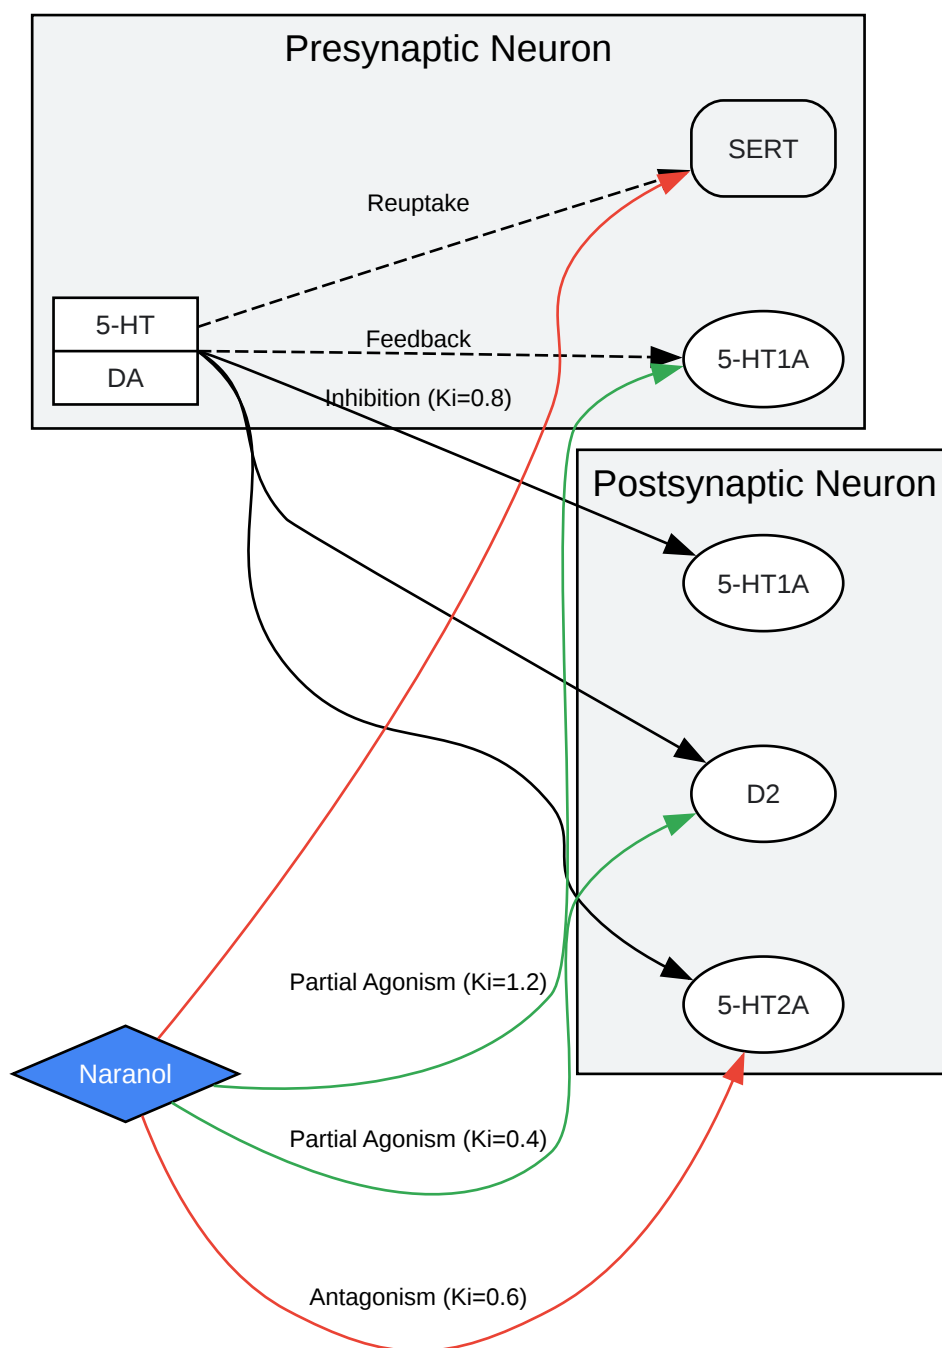 Presynaptic Neuron
SERT
Reuptake
5-HT
DA
Feedback
5-HT1A
Inhibition (Ki=0.8)
Postsynaptic Neuron
5-HT1A
D2
Partial Agonism (Ki=1.2)
5-HT2A
Naranol
Partial Agonism (Ki=0.4)
Antagonism (Ki=0.6)